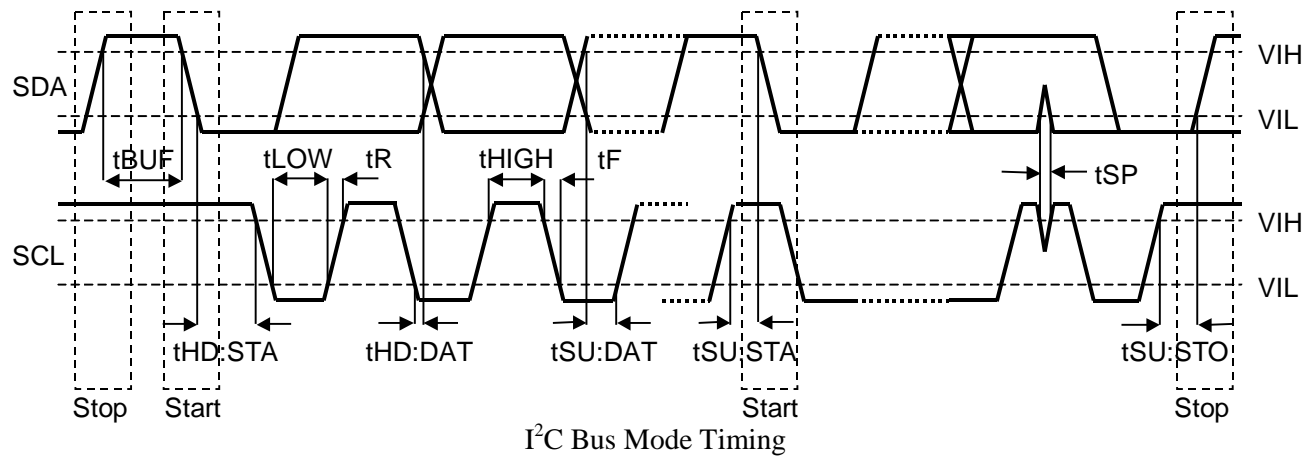 SDA
VIH
VIL
tBUF
tLOW
tR
tHIGH
tF
tSP
SCL
VIH
VIL
tHD:STA
tHD:DAT
tSU:DAT
tSU:STA
tSU:STO
Stop
Start
Start
Stop
I²C Bus Mode Timing